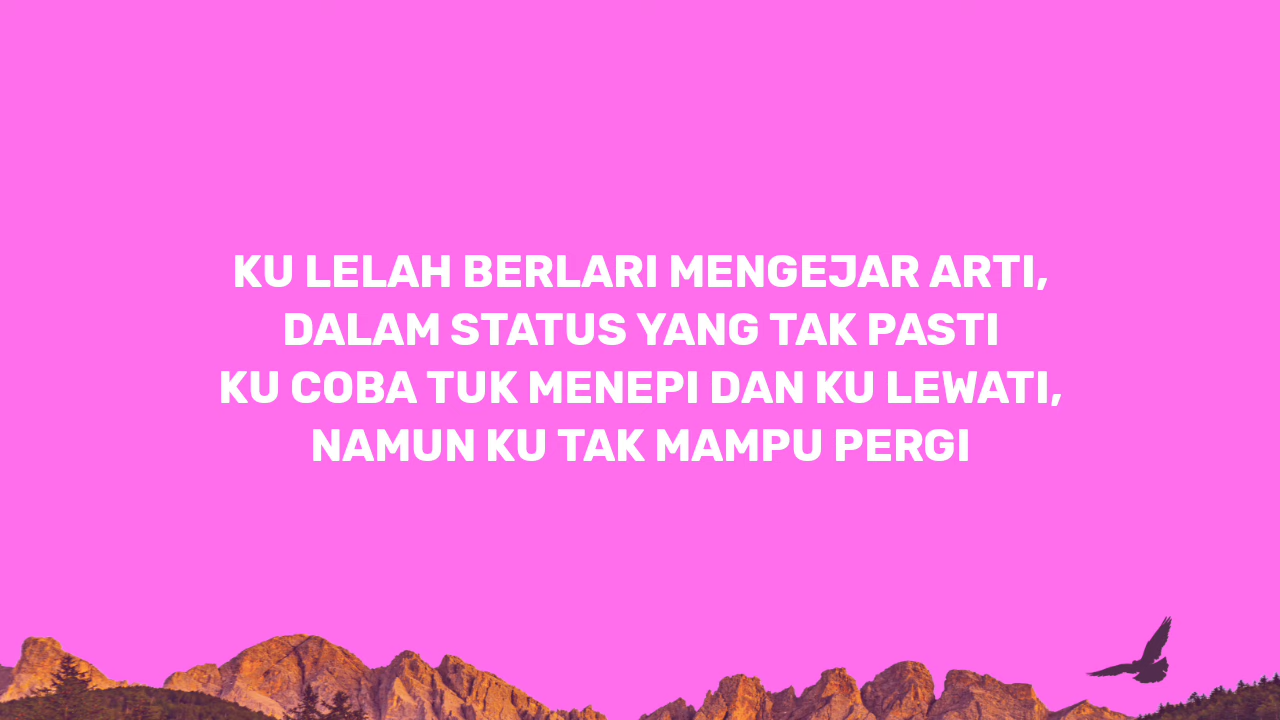 KU LELAH BERLARI MENGEJAR ARTI,
DALAM STATUS YANG TAK PASTI
KU COBA TUK MENEPI DAN KU LEWATI,
NAMUN KU TAK MAMPU PERGI